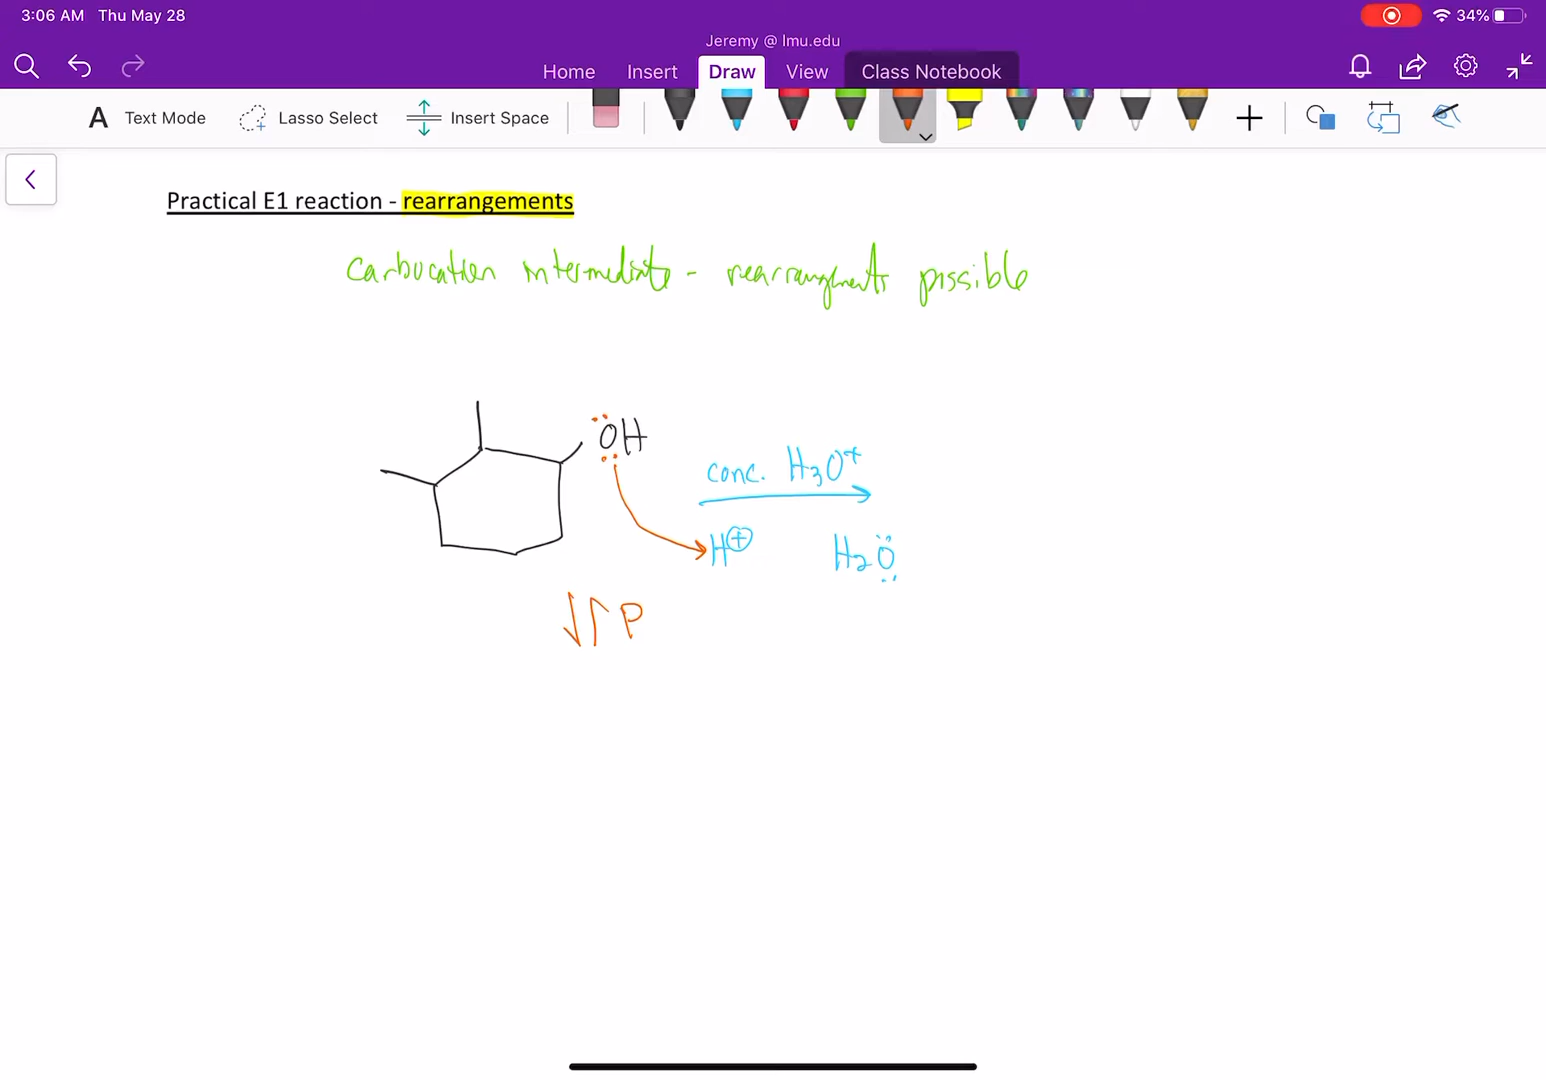 3:06 AM Thu May 28
34%
Jeremy @ lmu.edu
Home Insert Draw View Class Notebook
A Text Mode Lasso Select Insert Space
Practical E1 reaction - rearrangements
carbocation intermediate - rearrangments possible
OH
conc. H3O+
H+ H2O
P